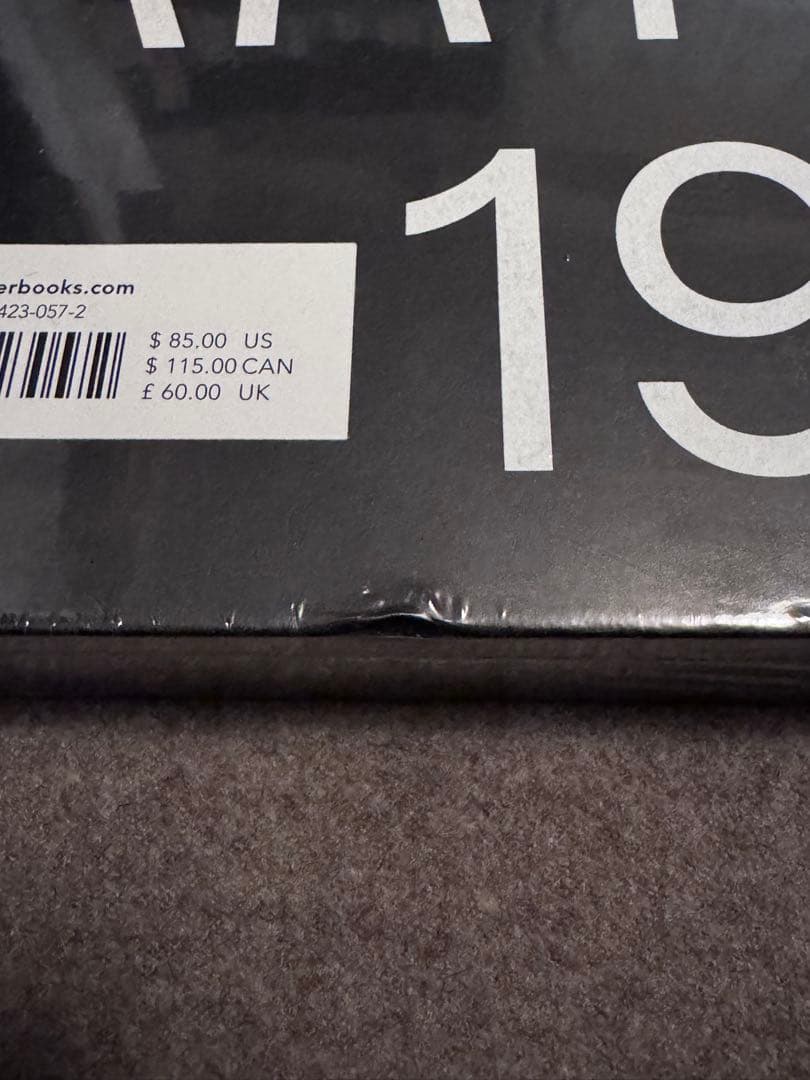 19
erbooks.com
423-057-2
$ 85.00 US
$ 115.00 CAN
£ 60.00 UK